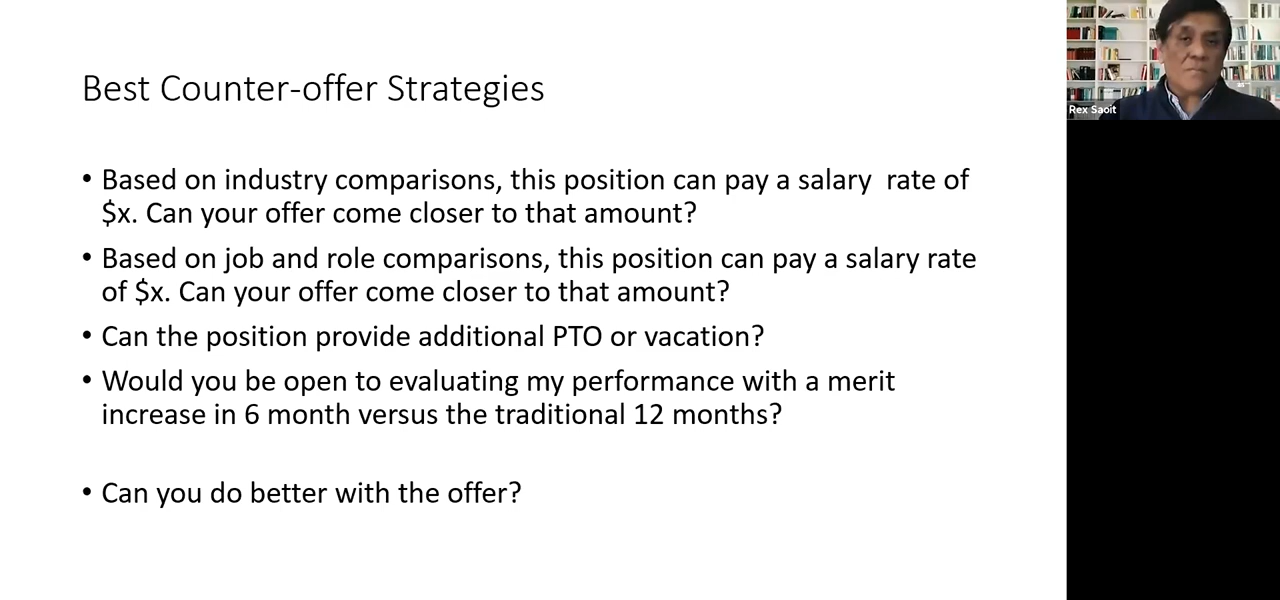 Best Counter-offer Strategies
• Based on industry comparisons, this position can pay a salary  rate of
$x. Can your offer come closer to that amount?
• Based on job and role comparisons, this position can pay a salary rate
of $x. Can your offer come closer to that amount?
• Can the position provide additional PTO or vacation?
• Would you be open to evaluating my performance with a merit
increase in 6 month versus the traditional 12 months?
• Can you do better with the offer?
Rex Saoit